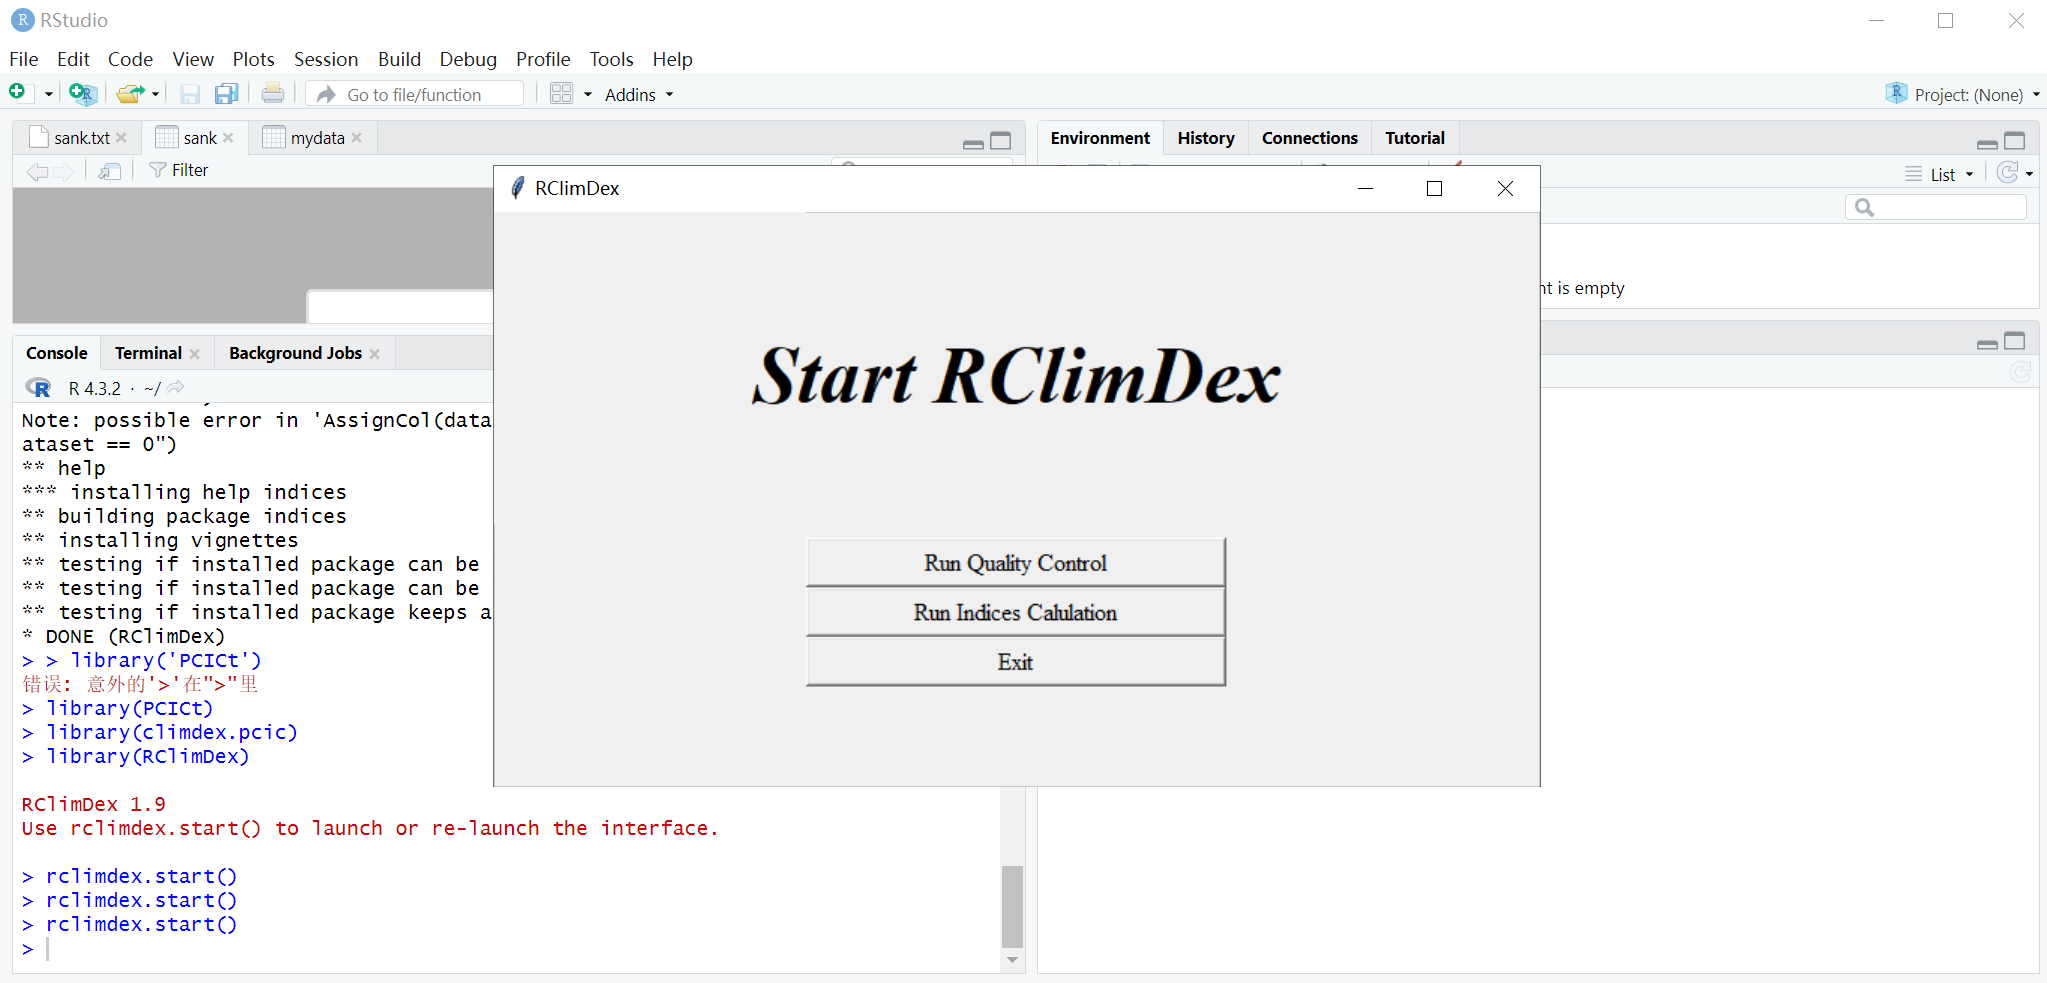 RStudio
File Edit Code View Plots Session Build Debug Profile Tools Help
Go to file/function Addins Project: (None)
sank.txt sank mydata
Filter
Environment History Connections Tutorial
List
nt is empty
RClimDex
Start RClimDex
Run Quality Control
Run Indices Calulation
Exit
Console Terminal Background Jobs
R 4.3.2 · ~/
Note: possible error in 'AssignCol(data
ataset == 0")
** help
*** installing help indices
** building package indices
** installing vignettes
** testing if installed package can be
** testing if installed package can be
** testing if installed package keeps a
* DONE (RClimDex)
> > library('PCICt')
错误: 意外的'>'在">"里
> library(PCICt)
> library(climdex.pcic)
> library(RClimDex)
RClimDex 1.9
Use rclimdex.start() to launch or re-launch the interface.
> rclimdex.start()
> rclimdex.start()
> rclimdex.start()
>